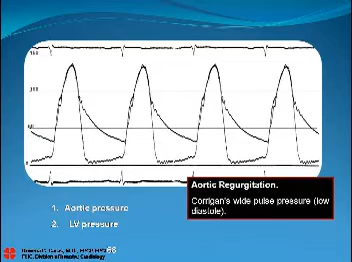 Aortic Regurgitation.
Corrigan's wide pulse pressure (low
diastole).
1. Aortic pressure
2. LV pressure